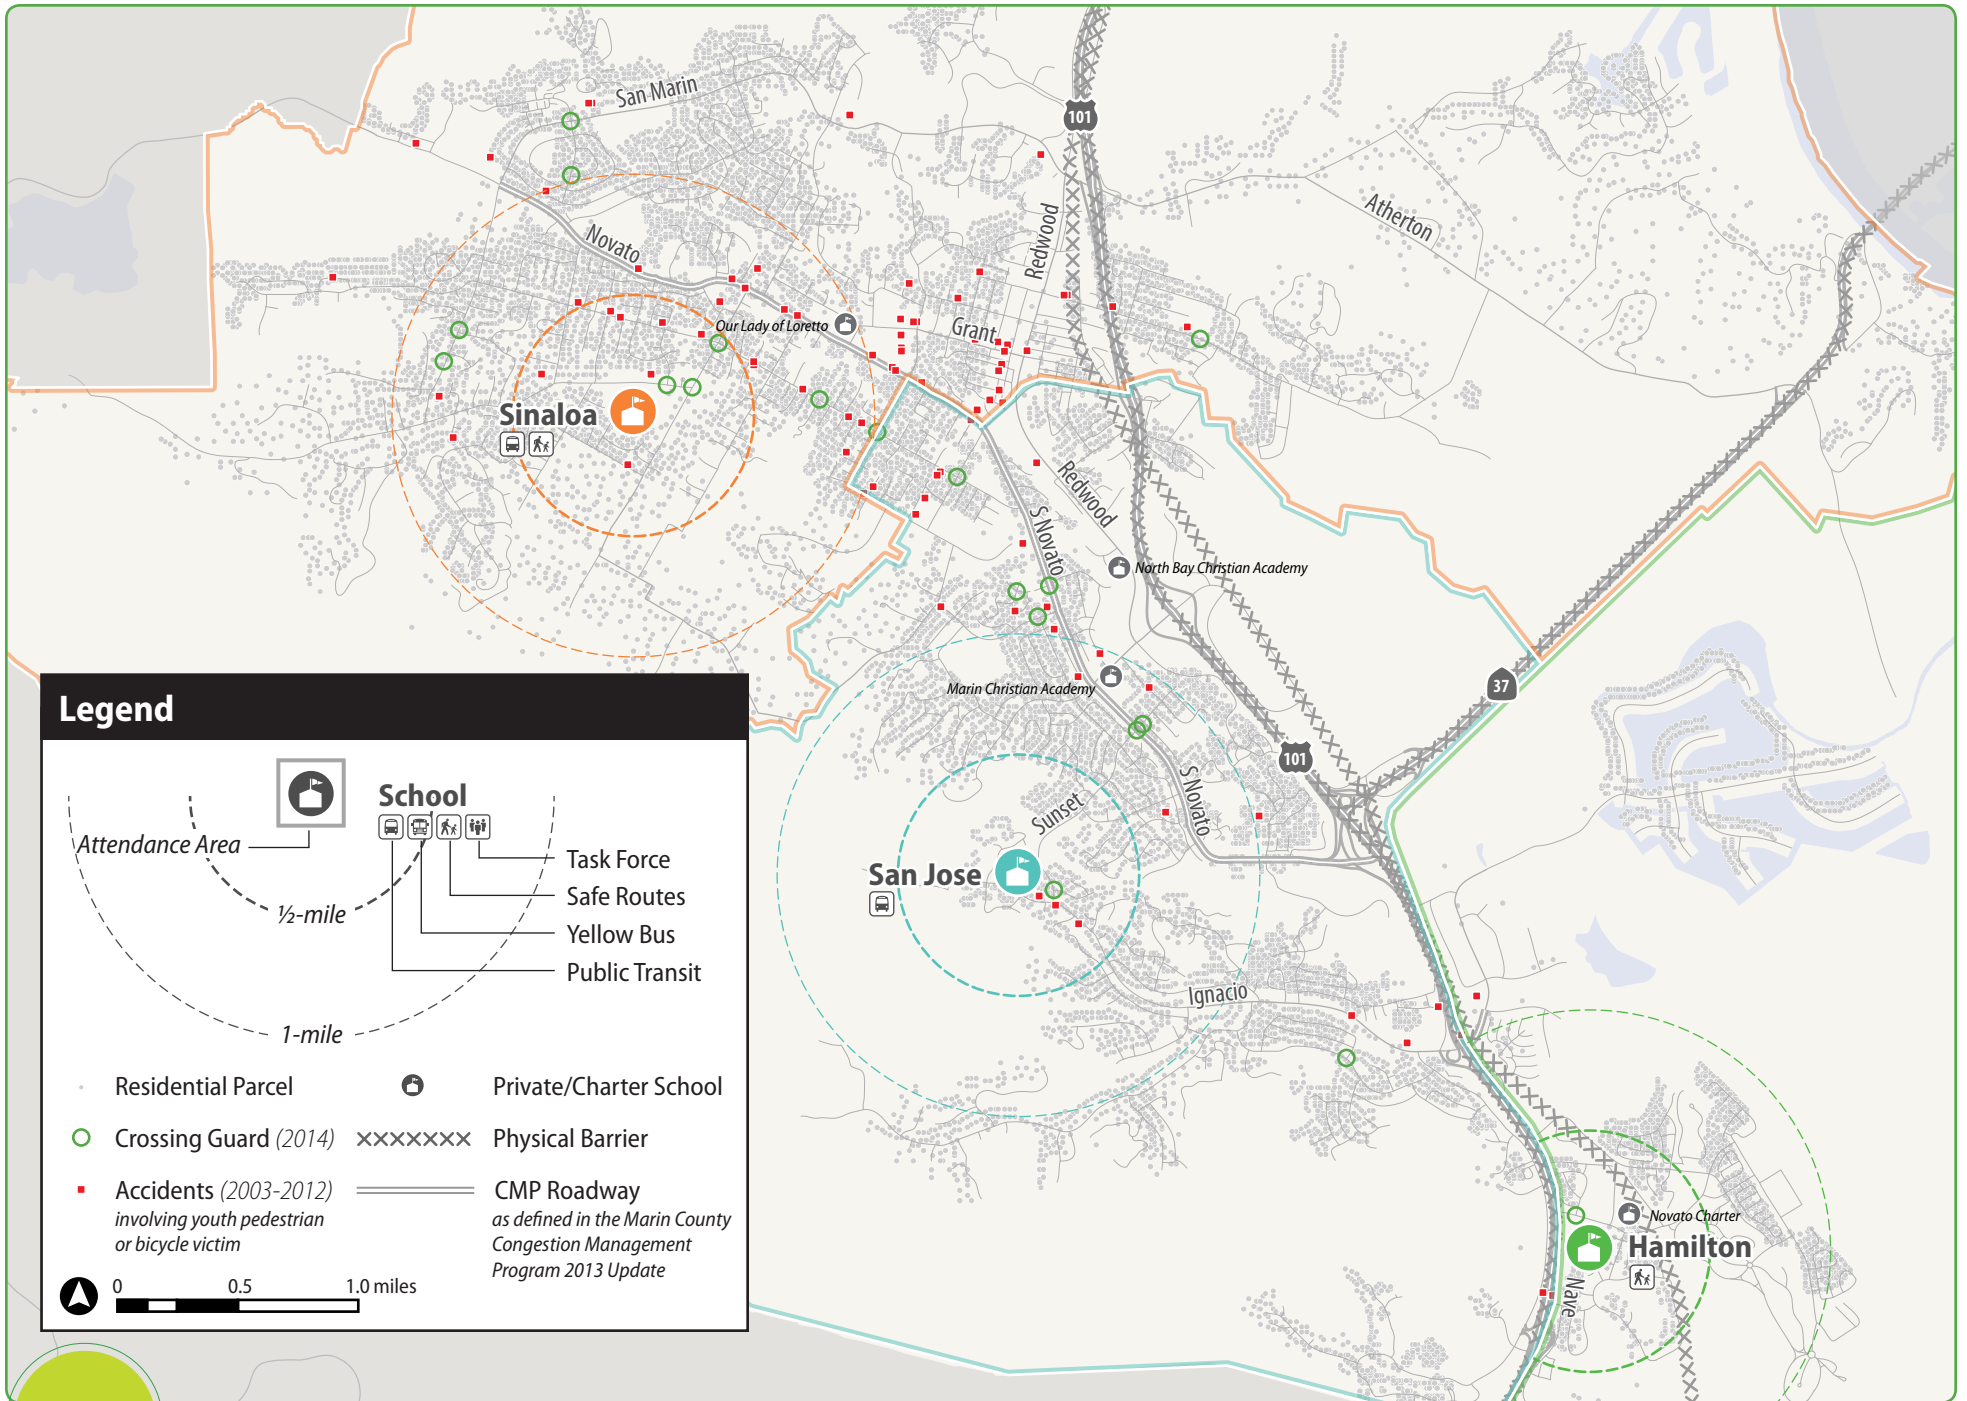 San Marin
101
Redwood
Atherton
Novato
Our Lady of Loretto
Grant
Sinaloa
Redwood
S Novato
North Bay Christian Academy
Marin Christian Academy
37
101
S Novato
Sunset
San Jose
Ignacio
Novato Charter
Hamilton
Nave
Legend
School
Attendance Area
Task Force
Safe Routes
½-mile
Yellow Bus
Public Transit
1-mile
Residential Parcel
Private/Charter School
Crossing Guard (2014)
Physical Barrier
Accidents (2003-2012)
involving youth pedestrian
or bicycle victim
CMP Roadway
as defined in the Marin County
Congestion Management
Program 2013 Update
0 0.5 1.0 miles